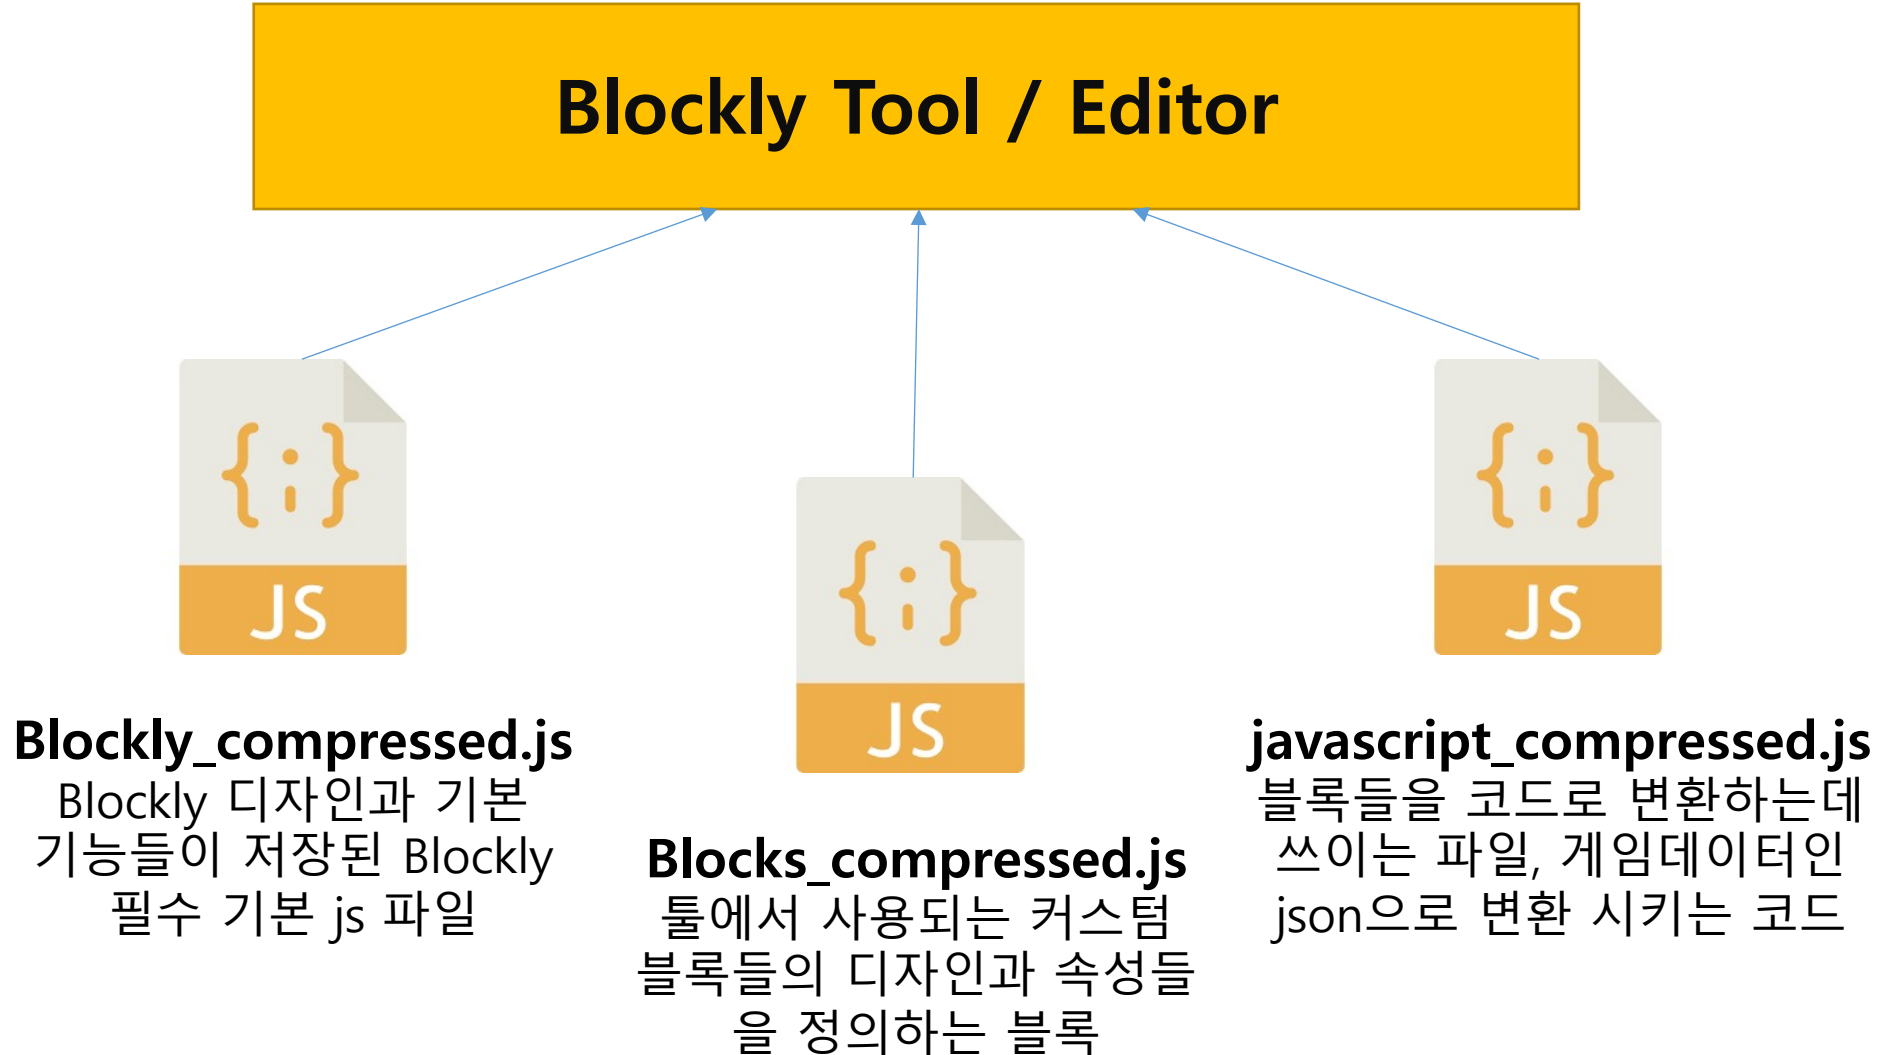 Blockly Tool / Editor
{;}
JS
Blockly_compressed.js
Blockly 디자인과 기본
기능들이 저장된 Blockly
필수 기본 js 파일
{;}
JS
Blocks_compressed.js
툴에서 사용되는 커스텀
블록들의 디자인과 속성들
을 정의하는 블록
{;}
JS
javascript_compressed.js
블록들을 코드로 변환하는데
쓰이는 파일, 게임데이터인
json으로 변환 시키는 코드